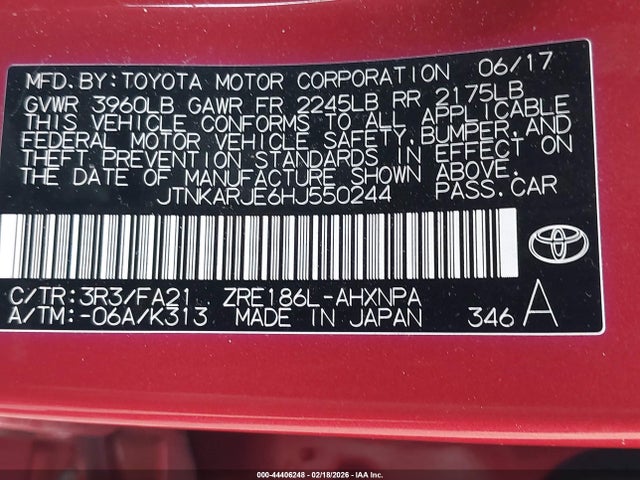 MFD.BY:TOYOTA MOTOR CORPORATION 06/17
GVWR 3960LB GAWR FR 2245LB RR 2175LB
THIS VEHICLE CONFORMS TO ALL APPLICABLE
FEDERAL MOTOR VEHICLE SAFETY,BUMPER,AND
THEFT PREVENTION STANDARDS IN EFFECT ON
THE DATE OF MANUFACTURE SHOWN ABOVE.
JTNKARJE6HJ550244 PASS.CAR
C/TR:3R3/FA21 ZRE186L-AHXNPA
A/TM:-06A/K313 MADE IN JAPAN 346 A
000-44406248 - 02/18/2026 - IAA Inc.